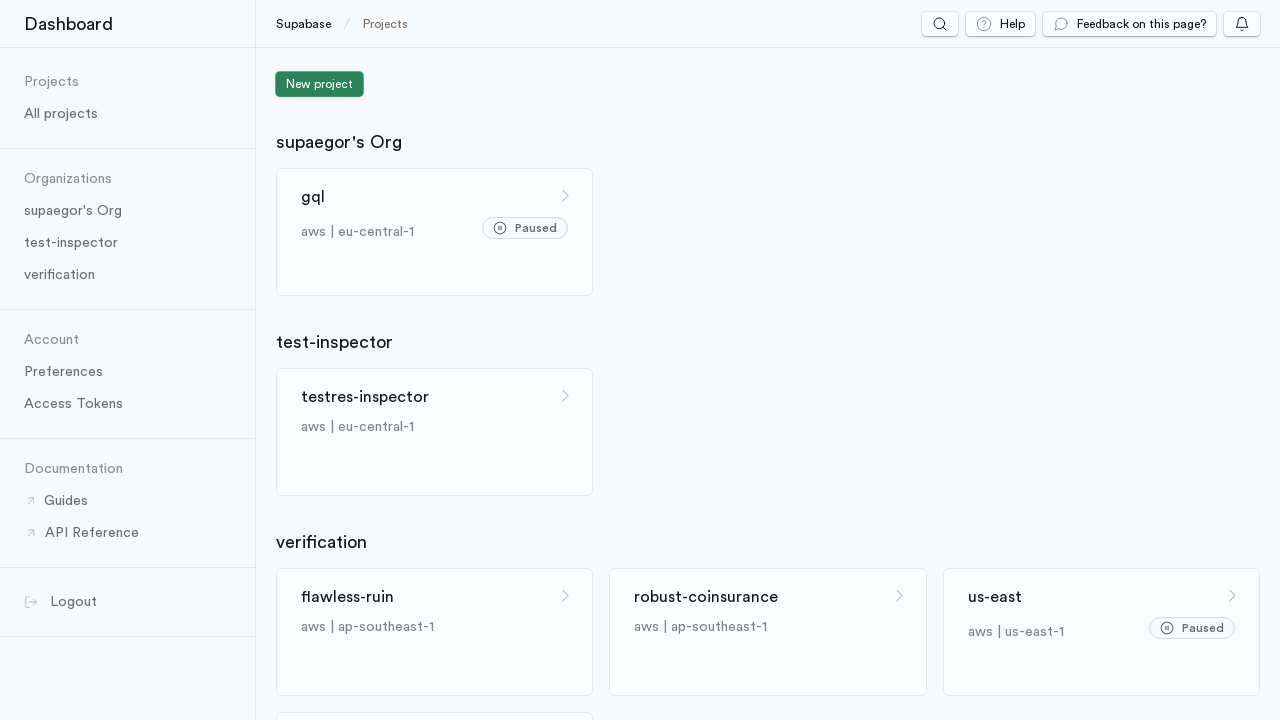 Dashboard
Supabase / Projects
Help
Feedback on this page?
Projects
All projects
Organizations
supaegor's Org
test-inspector
verification
Account
Preferences
Access Tokens
Documentation
Guides
API Reference
Logout
New project
supaegor's Org
gql
aws | eu-central-1
Paused
test-inspector
testres-inspector
aws | eu-central-1
verification
flawless-ruin
aws | ap-southeast-1
robust-coinsurance
aws | ap-southeast-1
us-east
aws | us-east-1
Paused